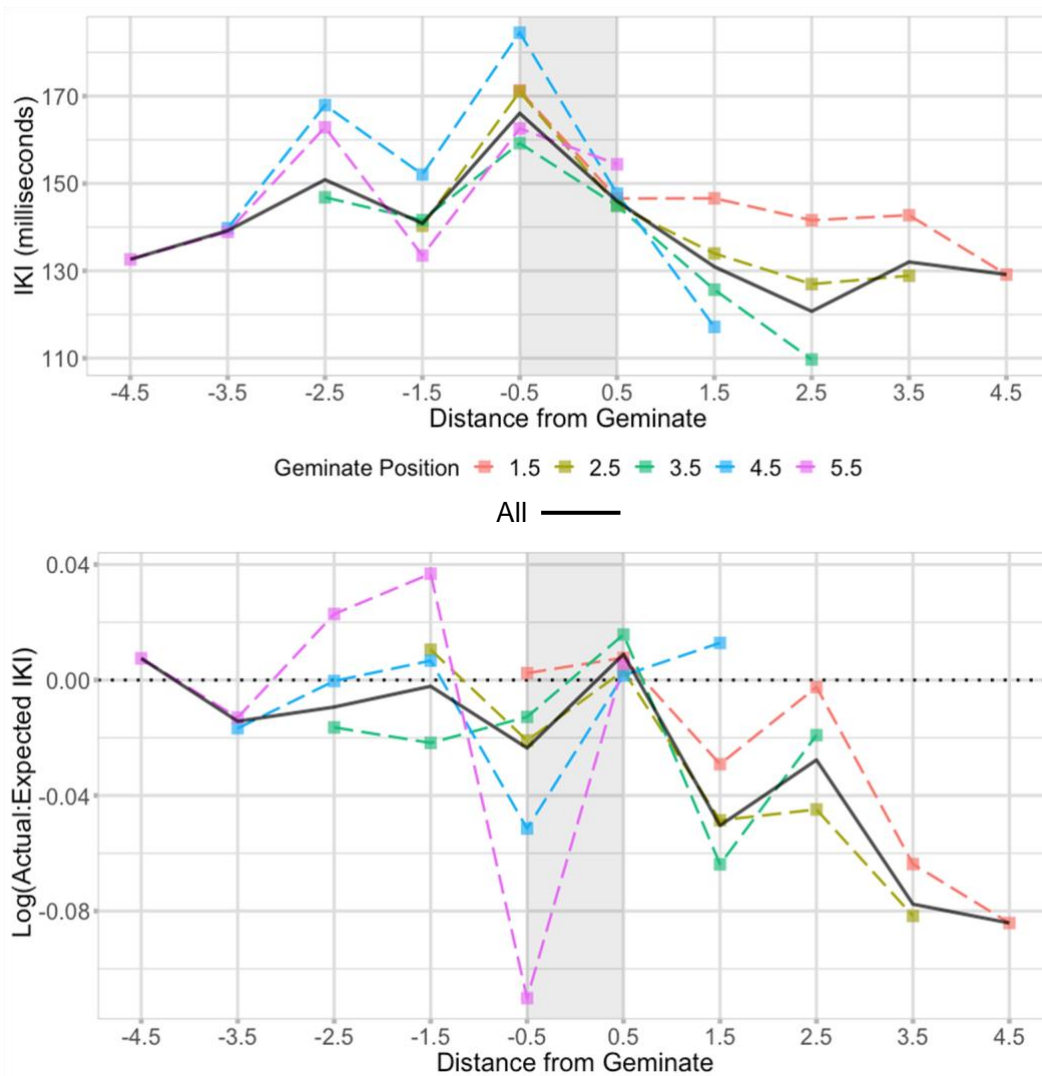 170
150
130
110
IKI (milliseconds)
-4.5 -3.5 -2.5 -1.5 -0.5 0.5 1.5 2.5 3.5 4.5
Distance from Geminate
Geminate Position 1.5 2.5 3.5 4.5 5.5
All
0.04
0.00
-0.04
-0.08
Log(Actual:Expected IKI)
-4.5 -3.5 -2.5 -1.5 -0.5 0.5 1.5 2.5 3.5 4.5
Distance from Geminate